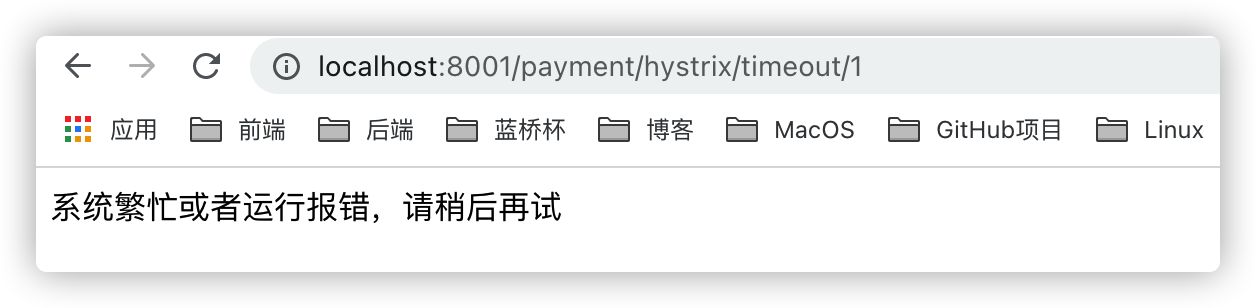 localhost:8001/payment/hystrix/timeout/1
应用 前端 后端 蓝桥杯 博客 MacOS GitHub项目 Linux
系统繁忙或者运行报错，请稍后再试